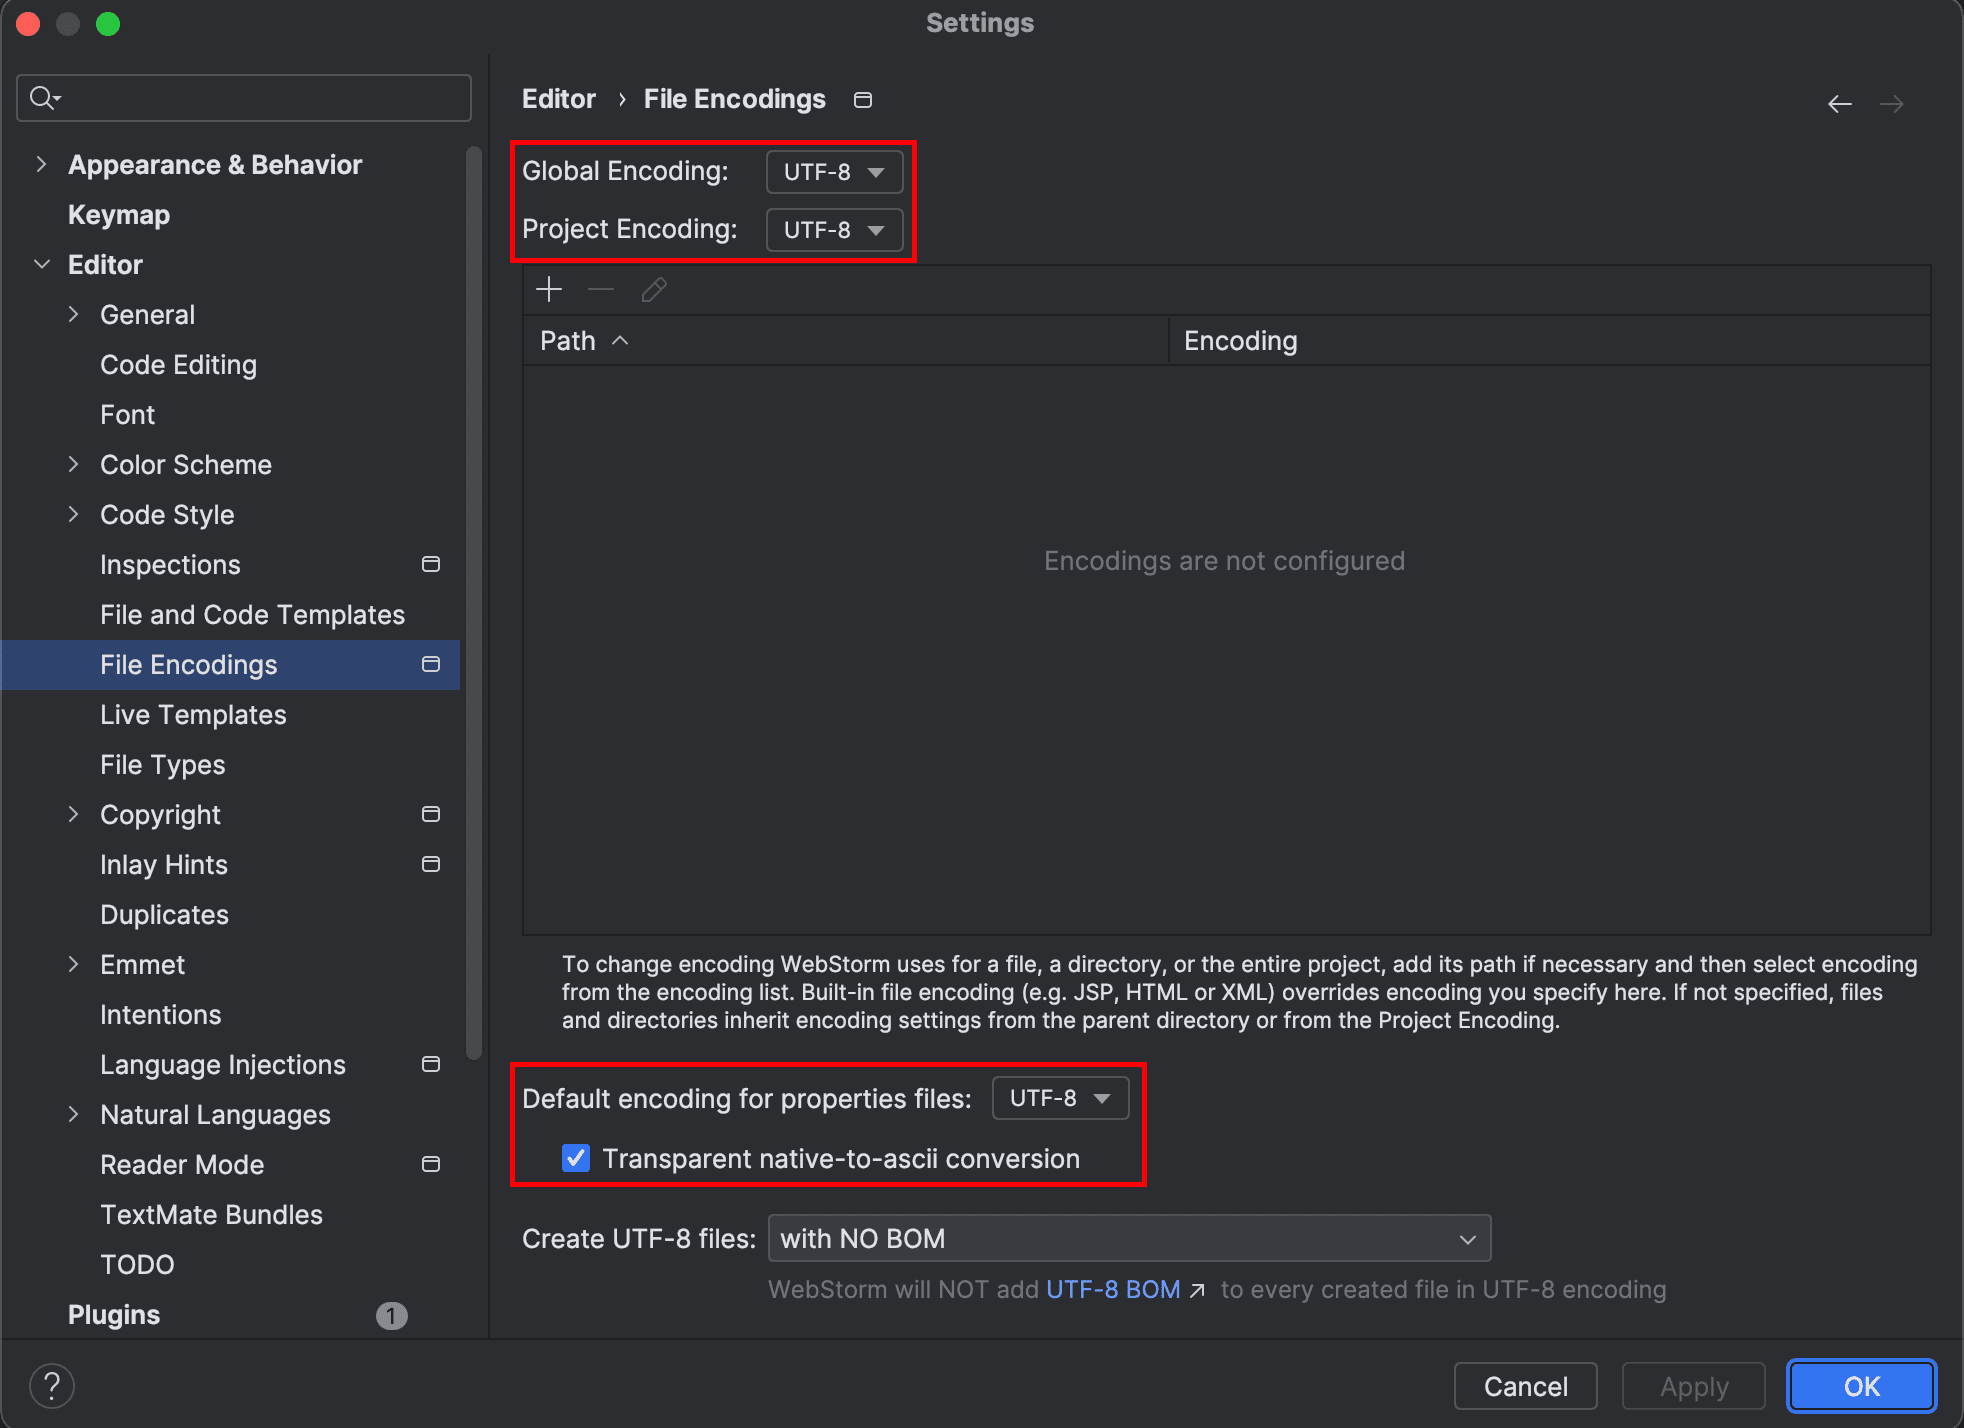 Settings
Appearance & Behavior
Keymap
Editor
General
Code Editing
Font
Color Scheme
Code Style
Inspections
File and Code Templates
File Encodings
Live Templates
File Types
Copyright
Inlay Hints
Duplicates
Emmet
Intentions
Language Injections
Natural Languages
Reader Mode
TextMate Bundles
TODO
Plugins 1
Editor › File Encodings
Global Encoding: UTF-8
Project Encoding: UTF-8
Path Encoding
Encodings are not configured
To change encoding WebStorm uses for a file, a directory, or the entire project, add its path if necessary and then select encoding
from the encoding list. Built-in file encoding (e.g. JSP, HTML or XML) overrides encoding you specify here. If not specified, files
and directories inherit encoding settings from the parent directory or from the Project Encoding.
Default encoding for properties files: UTF-8
Transparent native-to-ascii conversion
Create UTF-8 files: with NO BOM
WebStorm will NOT add UTF-8 BOM ↗ to every created file in UTF-8 encoding
? Cancel Apply OK